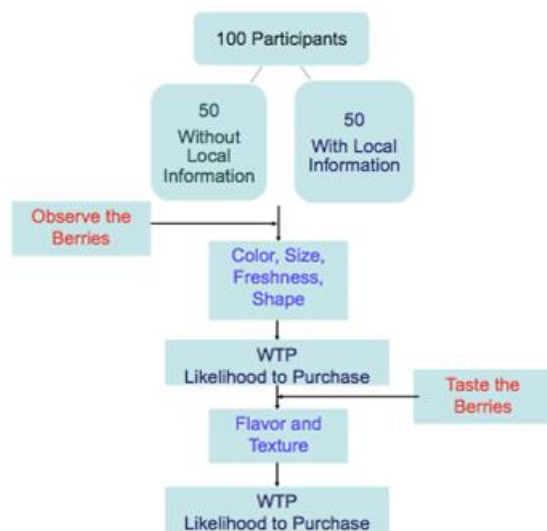 100 Participants
50
Without
Local
Information
50
With Local
Information
Observe the
Berries
Color, Size,
Freshness,
Shape
WTP
Likelihood to Purchase
Taste the
Berries
Flavor and
Texture
WTP
Likelihood to Purchase